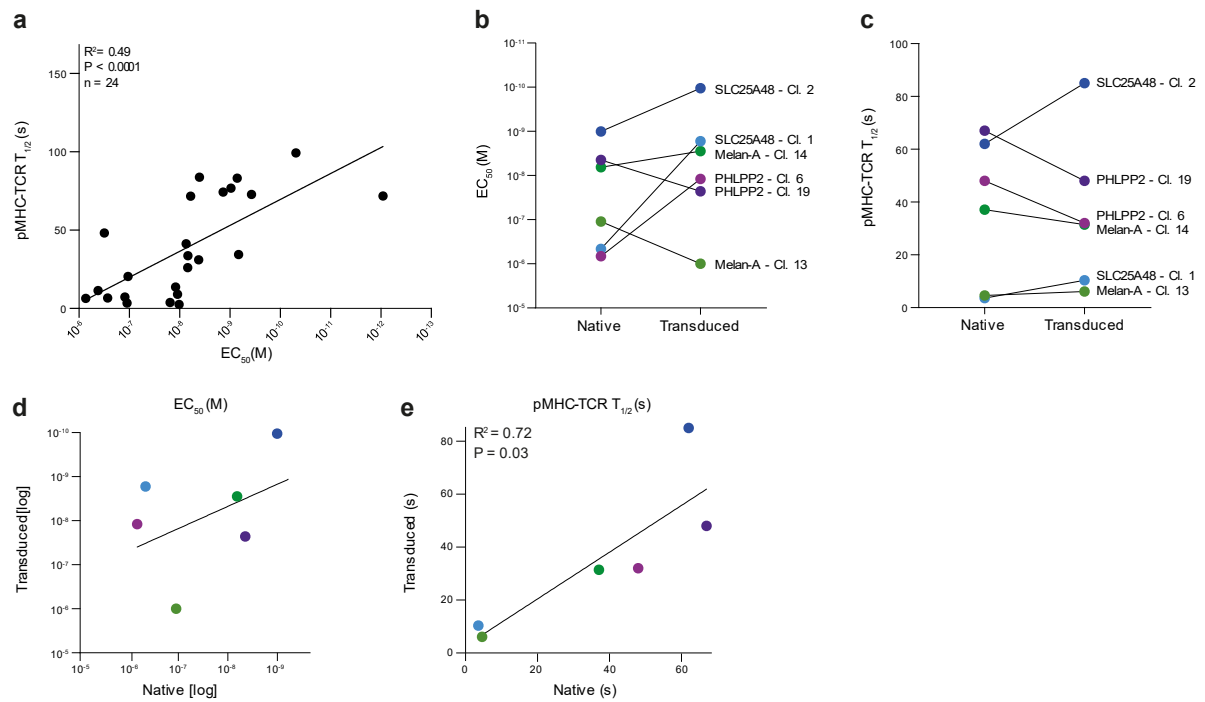 a
R²= 0.49
P < 0.0001
n = 24
pMHC-TCR T1/2 (s)
150
100
50
0
10-6
10-7
10-8
10-9
10-10
10-11
10-12
10-13
EC50(M)
b
EC50 (M)
10-11
10-10
10-9
10-8
10-7
10-6
10-5
SLC25A48 - Cl. 2
SLC25A48 - Cl. 1
Melan-A - Cl. 14
PHLPP2 - Cl. 6
PHLPP2 - Cl. 19
Melan-A - Cl. 13
Native
Transduced
c
pMHC-TCR T1/2 (s)
100
80
60
40
20
0
SLC25A48 - Cl. 2
PHLPP2 - Cl. 19
PHLPP2 - Cl. 6
Melan-A - Cl. 14
SLC25A48 - Cl. 1
Melan-A - Cl. 13
Native
Transduced
d
EC50 (M)
Transduced[log]
10-10
10-9
10-8
10-7
10-6
10-5
10-5
10-6
10-7
10-8
10-9
Native [log]
e
pMHC-TCR T1/2 (s)
R² = 0.72
P = 0.03
Transduced (s)
80
60
40
20
0
0
20
40
60
Native (s)